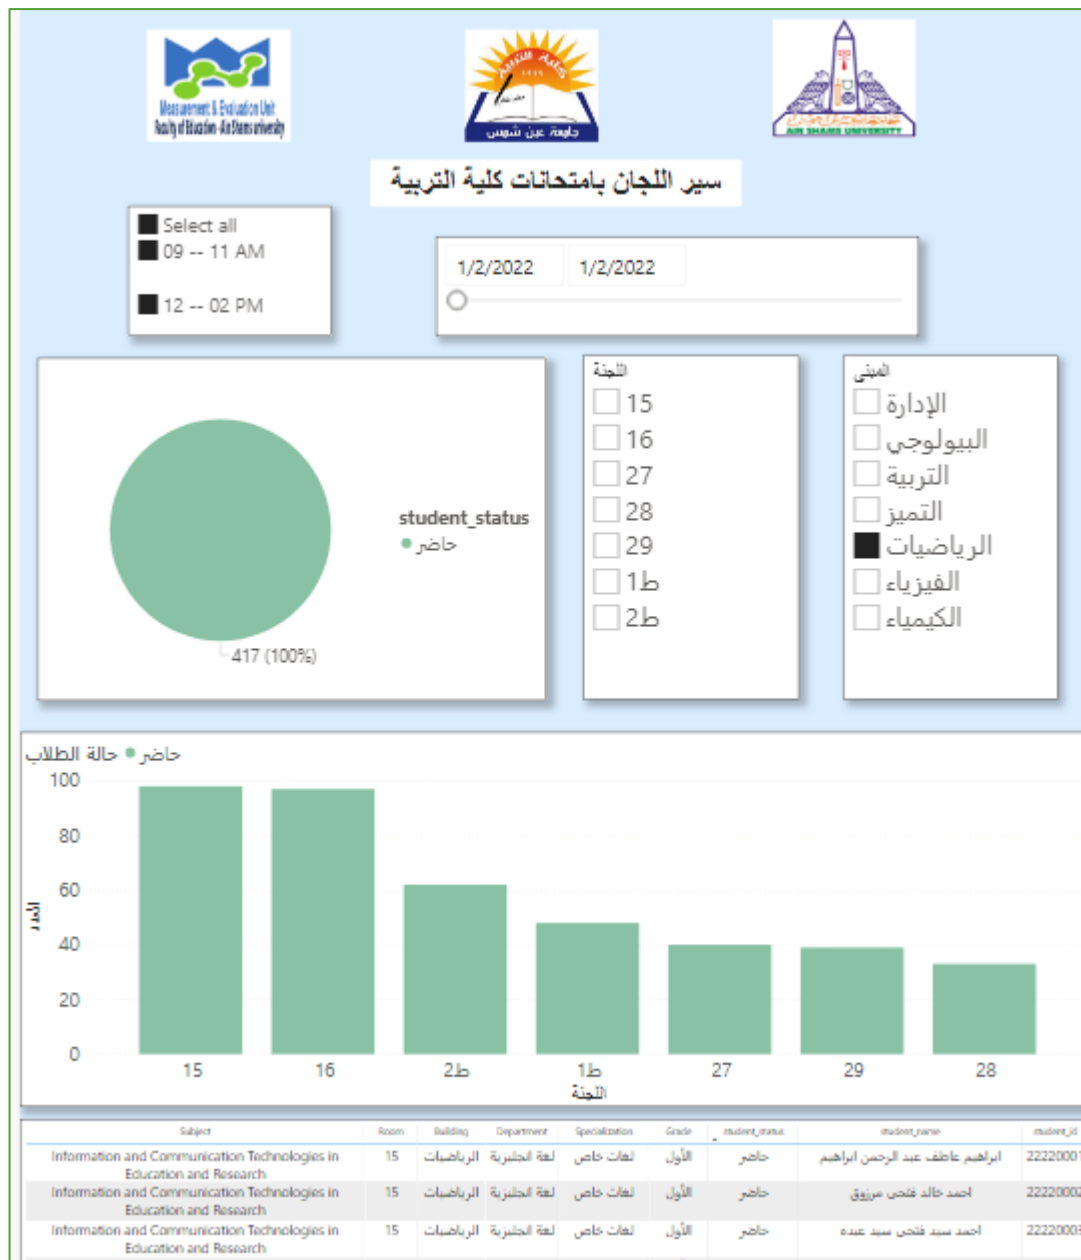 Measurement & Evaluation Unit
Faculty of Education - Ain Shams university
كلية التربية
جامعة عين شمس
AIN SHAMS UNIVERSITY
سير اللجان بامتحانات كلية التربية
Select all
09 -- 11 AM
12 -- 02 PM
1/2/2022 1/2/2022
student_status
حاضر
417 (100%)
اللجنة
15
16
27
28
29
ط1
ط2
المبنى
الإدارة
البيولوجي
التربية
التميز
الرياضيات
الفيزياء
الكيمياء
حالة الطلاب حاضر
100
80
60
40
20
0
العدد
15 16 ط2 ط1 27 29 28
اللجنة
Subject Room Building Department Specialization Grade student_status student_name student_id
Information and Communication Technologies in Education and Research 15 الرياضيات لغة انجليزية لغات خاص الأول حاضر ابراهيم عاطف عبد الرحمن ابراهيم 22220001
Information and Communication Technologies in Education and Research 15 الرياضيات لغة انجليزية لغات خاص الأول حاضر احمد خالد فتحى مرزوق 22220002
Information and Communication Technologies in Education and Research 15 الرياضيات لغة انجليزية لغات خاص الأول حاضر احمد سيد فتحى سيد عبده 22220003